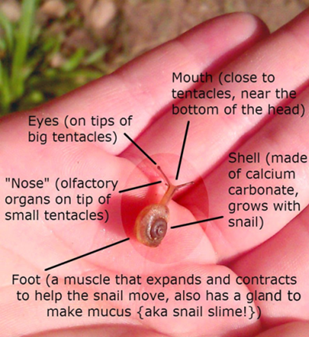 Mouth (close to
tentacles, near the
bottom of the head)
Eyes (on tips of
big tentacles)
Shell (made
of calcium
carbonate,
grows with
snail)
"Nose" (olfactory
organs on tip of
small tentacles)
Foot (a muscle that expands and contracts
to help the snail move, also has a gland to
make mucus {aka snail slime!})